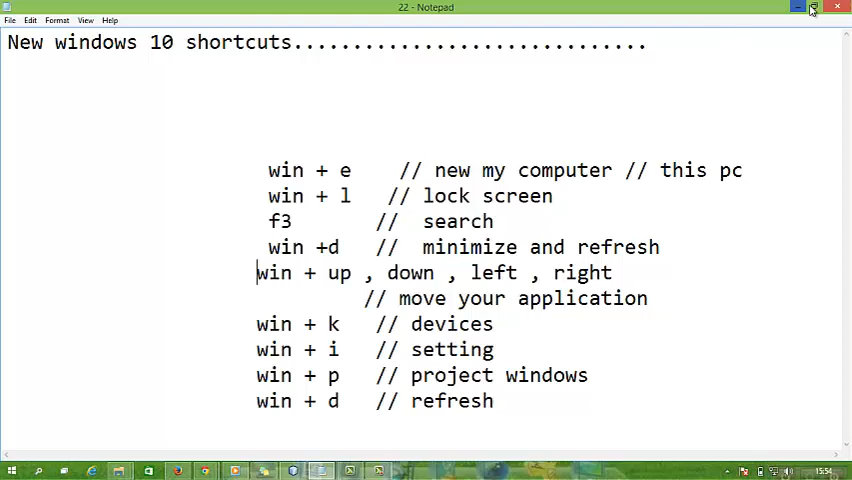 22 - Notepad
File Edit Format View Help
New windows 10 shortcuts..............................
win + e // new my computer // this pc
win + l // lock screen
f3 // search
win +d // minimize and refresh
win + up , down , left , right
// move your application
win + k // devices
win + i // setting
win + p // project windows
win + d // refresh
15:54